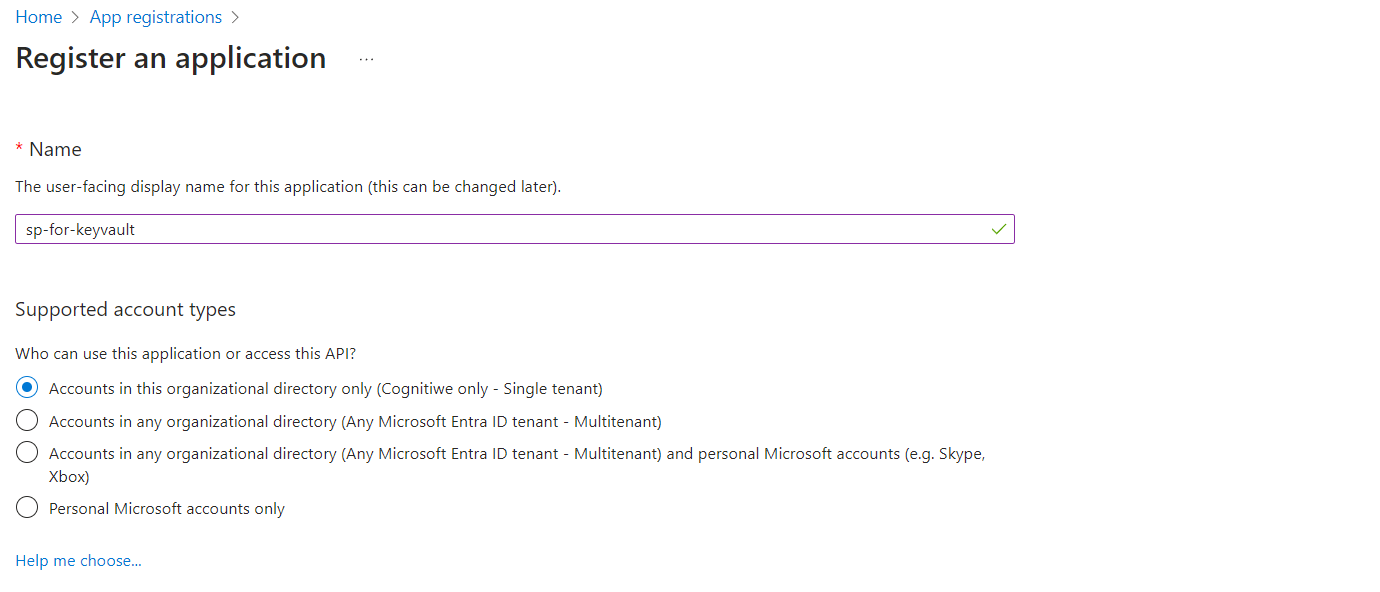 Home > App registrations >
Register an application ...
* Name
The user-facing display name for this application (this can be changed later).
sp-for-keyvault
Supported account types
Who can use this application or access this API?
Accounts in this organizational directory only (Cognitiwe only - Single tenant)
Accounts in any organizational directory (Any Microsoft Entra ID tenant - Multitenant)
Accounts in any organizational directory (Any Microsoft Entra ID tenant - Multitenant) and personal Microsoft accounts (e.g. Skype,
Xbox)
Personal Microsoft accounts only
Help me choose...